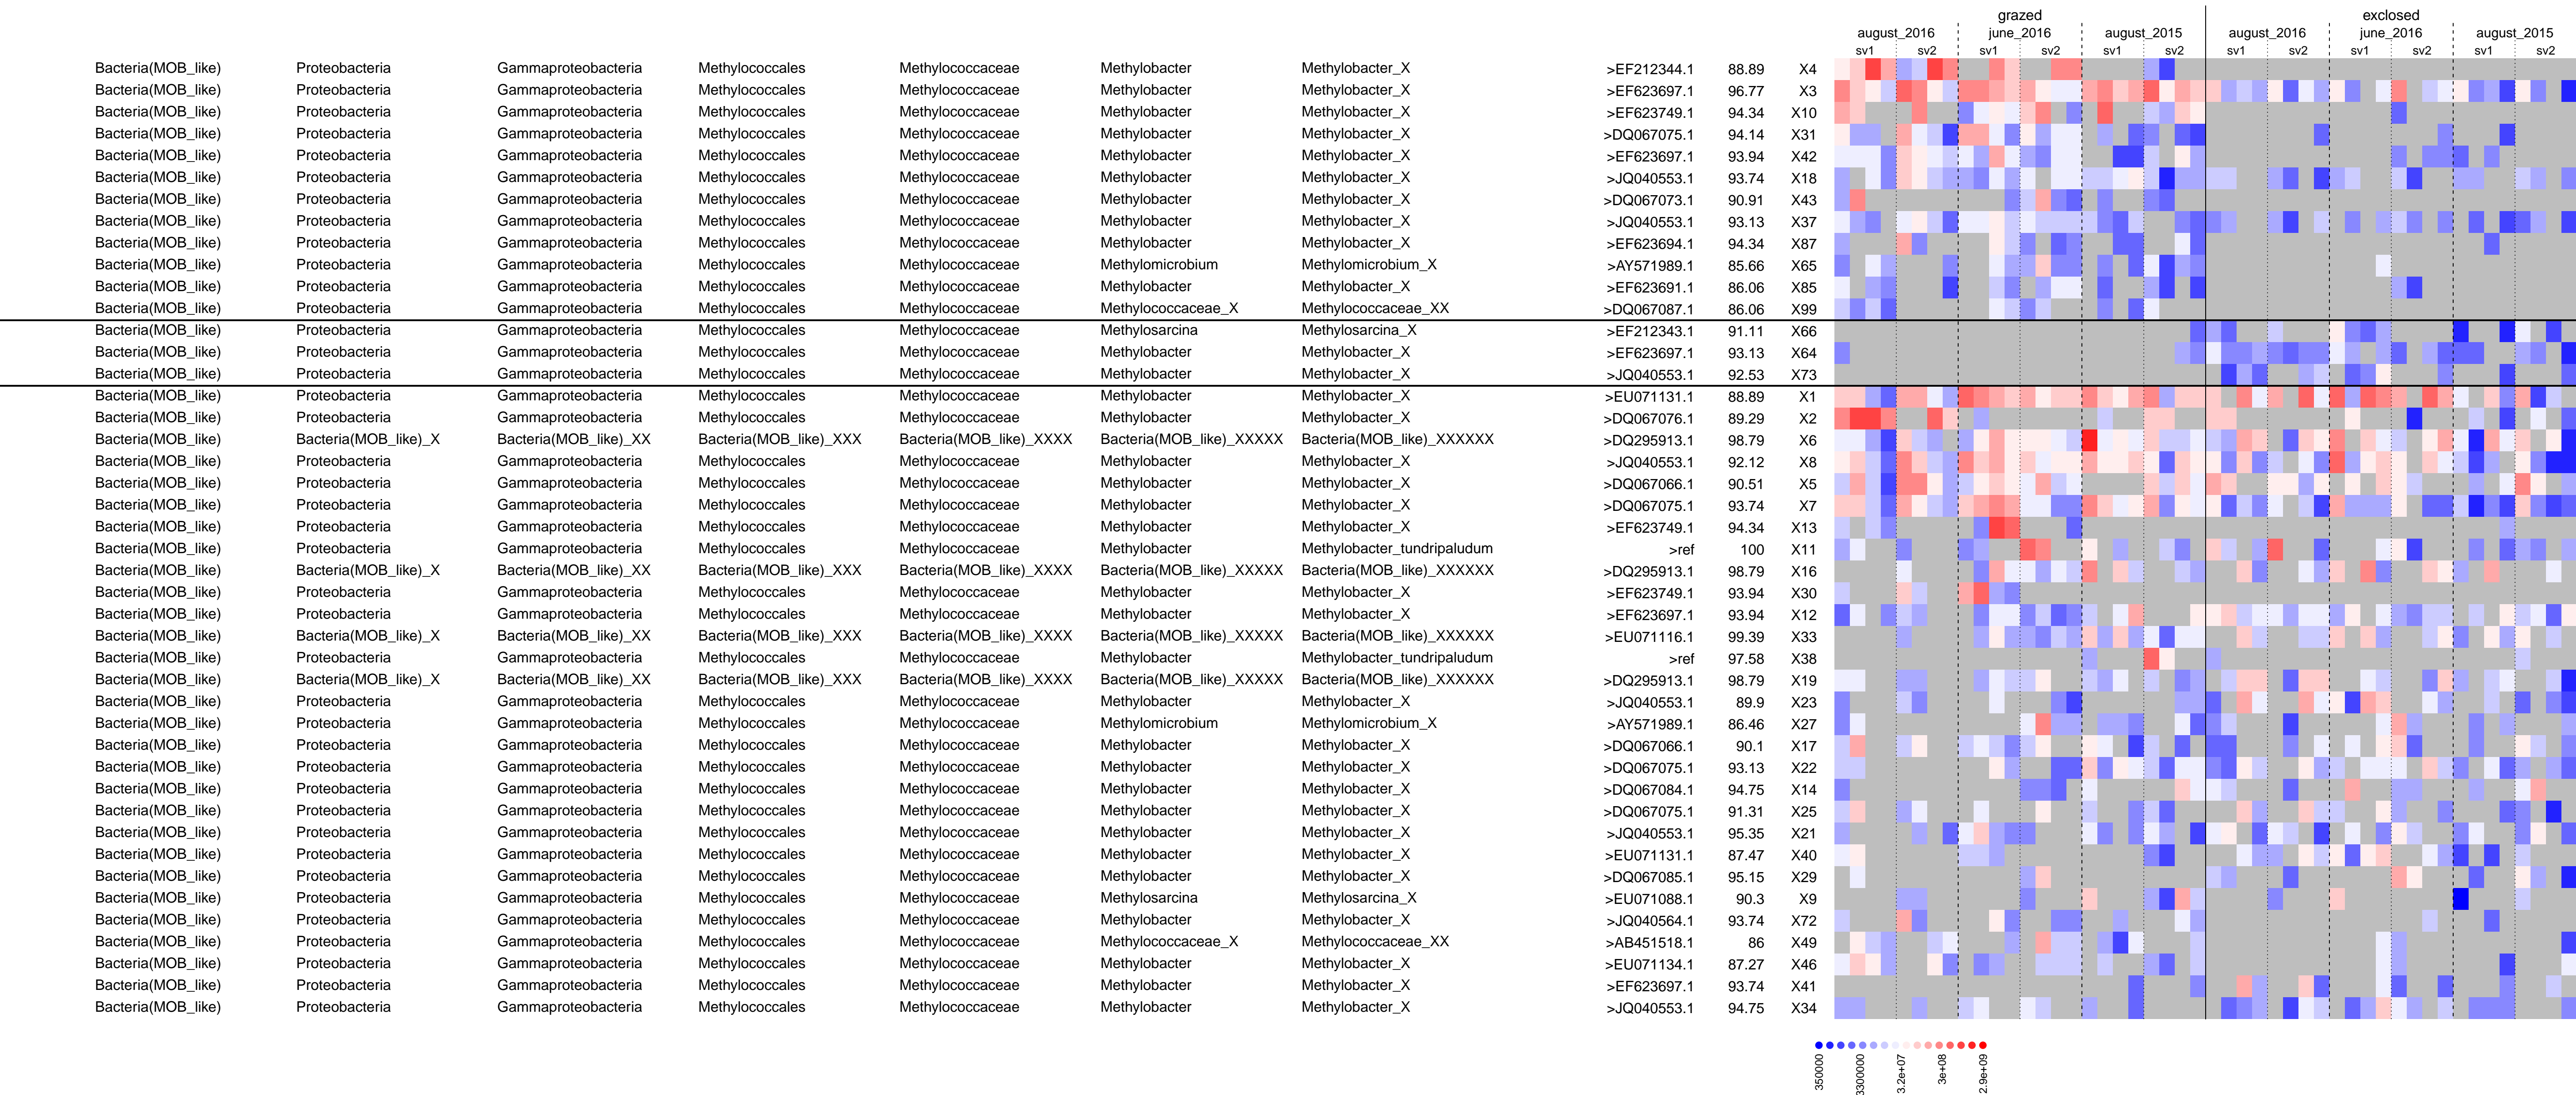 grazed exclosed
august_2016 june_2016 august_2015 august_2016 june_2016 august_2015
sv1 sv2 sv1 sv2 sv1 sv2 sv1 sv2 sv1 sv2 sv1 sv2
Bacteria(MOB_like) Proteobacteria Gammaproteobacteria Methylococcales Methylococcaceae Methylobacter Methylobacter_X >EF212344.1 88.89 X4
Bacteria(MOB_like) Proteobacteria Gammaproteobacteria Methylococcales Methylococcaceae Methylobacter Methylobacter_X >EF623697.1 96.77 X3
Bacteria(MOB_like) Proteobacteria Gammaproteobacteria Methylococcales Methylococcaceae Methylobacter Methylobacter_X >EF623749.1 94.34 X10
Bacteria(MOB_like) Proteobacteria Gammaproteobacteria Methylococcales Methylococcaceae Methylobacter Methylobacter_X >DQ067075.1 94.14 X31
Bacteria(MOB_like) Proteobacteria Gammaproteobacteria Methylococcales Methylococcaceae Methylobacter Methylobacter_X >EF623697.1 93.94 X42
Bacteria(MOB_like) Proteobacteria Gammaproteobacteria Methylococcales Methylococcaceae Methylobacter Methylobacter_X >JQ040553.1 93.74 X18
Bacteria(MOB_like) Proteobacteria Gammaproteobacteria Methylococcales Methylococcaceae Methylobacter Methylobacter_X >DQ067073.1 90.91 X43
Bacteria(MOB_like) Proteobacteria Gammaproteobacteria Methylococcales Methylococcaceae Methylobacter Methylobacter_X >JQ040553.1 93.13 X37
Bacteria(MOB_like) Proteobacteria Gammaproteobacteria Methylococcales Methylococcaceae Methylobacter Methylobacter_X >EF623694.1 94.34 X87
Bacteria(MOB_like) Proteobacteria Gammaproteobacteria Methylococcales Methylococcaceae Methylomicrobium Methylomicrobium_X >AY571989.1 85.66 X65
Bacteria(MOB_like) Proteobacteria Gammaproteobacteria Methylococcales Methylococcaceae Methylobacter Methylobacter_X >EF623691.1 86.06 X85
Bacteria(MOB_like) Proteobacteria Gammaproteobacteria Methylococcales Methylococcaceae Methylococcaceae_X Methylococcaceae_XX >DQ067087.1 86.06 X99
Bacteria(MOB_like) Proteobacteria Gammaproteobacteria Methylococcales Methylococcaceae Methylosarcina Methylosarcina_X >EF212343.1 91.11 X66
Bacteria(MOB_like) Proteobacteria Gammaproteobacteria Methylococcales Methylococcaceae Methylobacter Methylobacter_X >EF623697.1 93.13 X64
Bacteria(MOB_like) Proteobacteria Gammaproteobacteria Methylococcales Methylococcaceae Methylobacter Methylobacter_X >JQ040553.1 92.53 X73
Bacteria(MOB_like) Proteobacteria Gammaproteobacteria Methylococcales Methylococcaceae Methylobacter Methylobacter_X >EU071131.1 88.89 X1
Bacteria(MOB_like) Proteobacteria Gammaproteobacteria Methylococcales Methylococcaceae Methylobacter Methylobacter_X >DQ067076.1 89.29 X2
Bacteria(MOB_like) Bacteria(MOB_like)_X Bacteria(MOB_like)_XX Bacteria(MOB_like)_XXX Bacteria(MOB_like)_XXXX Bacteria(MOB_like)_XXXXX Bacteria(MOB_like)_XXXXXX >DQ295913.1 98.79 X6
Bacteria(MOB_like) Proteobacteria Gammaproteobacteria Methylococcales Methylococcaceae Methylobacter Methylobacter_X >JQ040553.1 92.12 X8
Bacteria(MOB_like) Proteobacteria Gammaproteobacteria Methylococcales Methylococcaceae Methylobacter Methylobacter_X >DQ067066.1 90.51 X5
Bacteria(MOB_like) Proteobacteria Gammaproteobacteria Methylococcales Methylococcaceae Methylobacter Methylobacter_X >DQ067075.1 93.74 X7
Bacteria(MOB_like) Proteobacteria Gammaproteobacteria Methylococcales Methylococcaceae Methylobacter Methylobacter_X >EF623749.1 94.34 X13
Bacteria(MOB_like) Proteobacteria Gammaproteobacteria Methylococcales Methylococcaceae Methylobacter Methylobacter_tundripaludum >ref 100 X11
Bacteria(MOB_like) Bacteria(MOB_like)_X Bacteria(MOB_like)_XX Bacteria(MOB_like)_XXX Bacteria(MOB_like)_XXXX Bacteria(MOB_like)_XXXXX Bacteria(MOB_like)_XXXXXX >DQ295913.1 98.79 X16
Bacteria(MOB_like) Proteobacteria Gammaproteobacteria Methylococcales Methylococcaceae Methylobacter Methylobacter_X >EF623749.1 93.94 X30
Bacteria(MOB_like) Proteobacteria Gammaproteobacteria Methylococcales Methylococcaceae Methylobacter Methylobacter_X >EF623697.1 93.94 X12
Bacteria(MOB_like) Bacteria(MOB_like)_X Bacteria(MOB_like)_XX Bacteria(MOB_like)_XXX Bacteria(MOB_like)_XXXX Bacteria(MOB_like)_XXXXX Bacteria(MOB_like)_XXXXXX >EU071116.1 99.39 X33
Bacteria(MOB_like) Proteobacteria Gammaproteobacteria Methylococcales Methylococcaceae Methylobacter Methylobacter_tundripaludum >ref 97.58 X38
Bacteria(MOB_like) Bacteria(MOB_like)_X Bacteria(MOB_like)_XX Bacteria(MOB_like)_XXX Bacteria(MOB_like)_XXXX Bacteria(MOB_like)_XXXXX Bacteria(MOB_like)_XXXXXX >DQ295913.1 98.79 X19
Bacteria(MOB_like) Proteobacteria Gammaproteobacteria Methylococcales Methylococcaceae Methylobacter Methylobacter_X >JQ040553.1 89.9 X23
Bacteria(MOB_like) Proteobacteria Gammaproteobacteria Methylococcales Methylococcaceae Methylomicrobium Methylomicrobium_X >AY571989.1 86.46 X27
Bacteria(MOB_like) Proteobacteria Gammaproteobacteria Methylococcales Methylococcaceae Methylobacter Methylobacter_X >DQ067066.1 90.1 X17
Bacteria(MOB_like) Proteobacteria Gammaproteobacteria Methylococcales Methylococcaceae Methylobacter Methylobacter_X >DQ067075.1 93.13 X22
Bacteria(MOB_like) Proteobacteria Gammaproteobacteria Methylococcales Methylococcaceae Methylobacter Methylobacter_X >DQ067084.1 94.75 X14
Bacteria(MOB_like) Proteobacteria Gammaproteobacteria Methylococcales Methylococcaceae Methylobacter Methylobacter_X >DQ067075.1 91.31 X25
Bacteria(MOB_like) Proteobacteria Gammaproteobacteria Methylococcales Methylococcaceae Methylobacter Methylobacter_X >JQ040553.1 95.35 X21
Bacteria(MOB_like) Proteobacteria Gammaproteobacteria Methylococcales Methylococcaceae Methylobacter Methylobacter_X >EU071131.1 87.47 X40
Bacteria(MOB_like) Proteobacteria Gammaproteobacteria Methylococcales Methylococcaceae Methylobacter Methylobacter_X >DQ067085.1 95.15 X29
Bacteria(MOB_like) Proteobacteria Gammaproteobacteria Methylococcales Methylococcaceae Methylosarcina Methylosarcina_X >EU071088.1 90.3 X9
Bacteria(MOB_like) Proteobacteria Gammaproteobacteria Methylococcales Methylococcaceae Methylobacter Methylobacter_X >JQ040564.1 93.74 X72
Bacteria(MOB_like) Proteobacteria Gammaproteobacteria Methylococcales Methylococcaceae Methylococcaceae_X Methylococcaceae_XX >AB451518.1 86 X49
Bacteria(MOB_like) Proteobacteria Gammaproteobacteria Methylococcales Methylococcaceae Methylobacter Methylobacter_X >EU071134.1 87.27 X46
Bacteria(MOB_like) Proteobacteria Gammaproteobacteria Methylococcales Methylococcaceae Methylobacter Methylobacter_X >EF623697.1 93.74 X41
Bacteria(MOB_like) Proteobacteria Gammaproteobacteria Methylococcales Methylococcaceae Methylobacter Methylobacter_X >JQ040553.1 94.75 X34
350000 3300000 3.2e+07 3e+08 2.9e+09